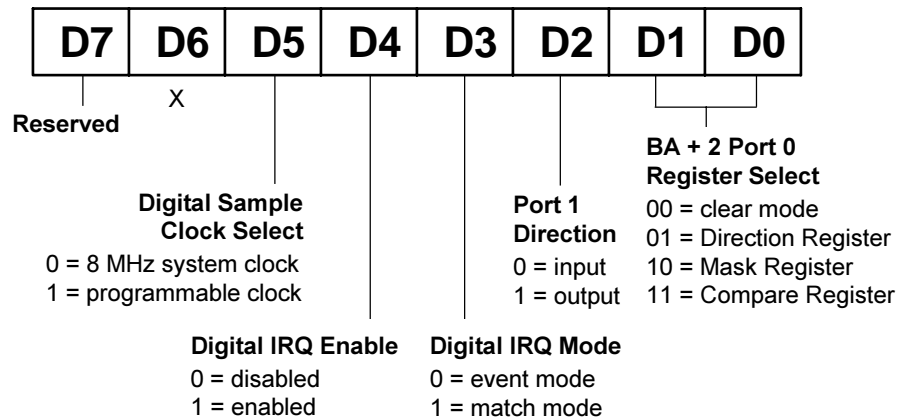 D7 D6 D5 D4 D3 D2 D1 D0
X
Reserved
BA + 2 Port 0
Register Select
00 = clear mode
01 = Direction Register
10 = Mask Register
11 = Compare Register
Digital Sample
Clock Select
0 = 8 MHz system clock
1 = programmable clock
Port 1
Direction
0 = input
1 = output
Digital IRQ Enable
0 = disabled
1 = enabled
Digital IRQ Mode
0 = event mode
1 = match mode